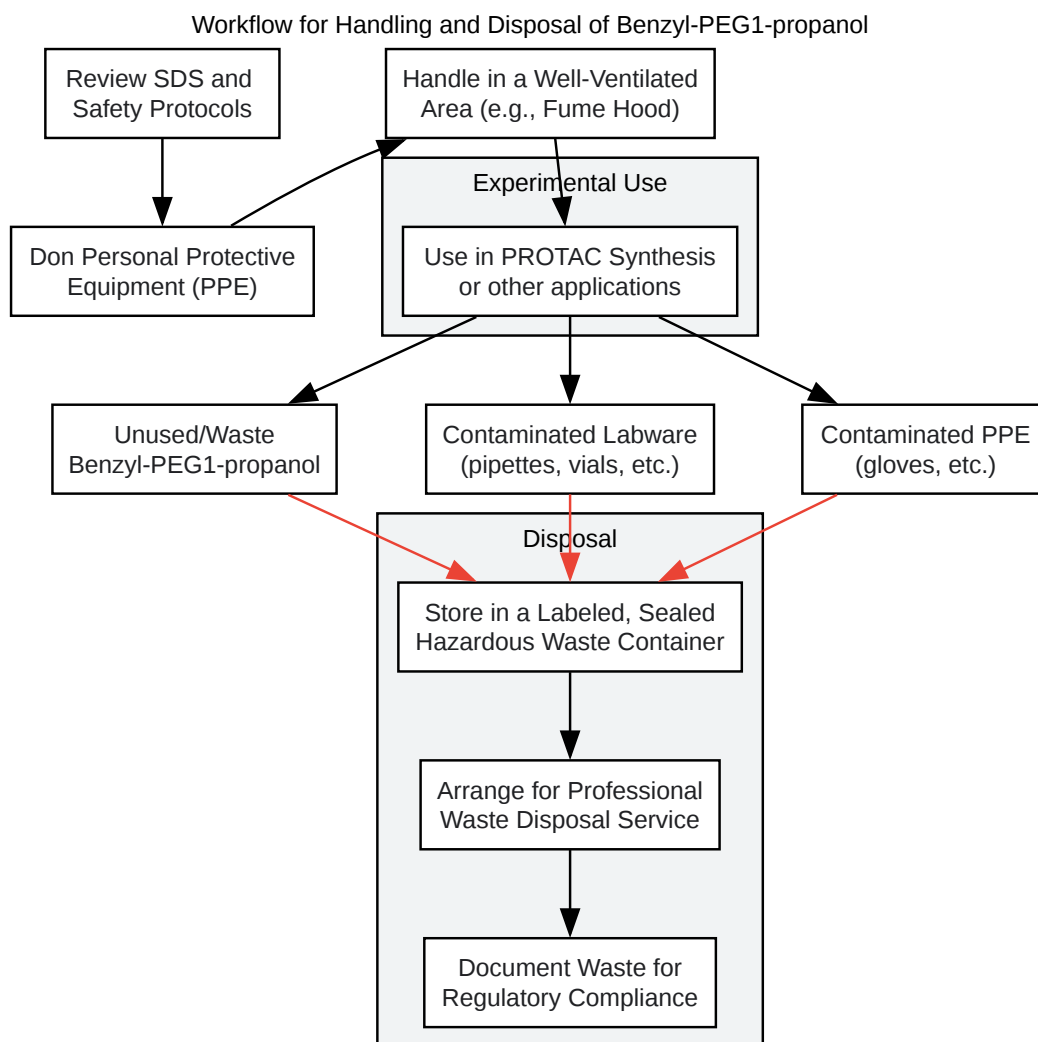 Workflow for Handling and Disposal of Benzyl-PEG1-propanol
Review SDS and
Safety Protocols
Handle in a Well-Ventilated
Area (e.g., Fume Hood)
Don Personal Protective
Equipment (PPE)
Experimental Use
Use in PROTAC Synthesis
or other applications
Unused/Waste
Benzyl-PEG1-propanol
Contaminated Labware
(pipettes, vials, etc.)
Contaminated PPE
(gloves, etc.)
Disposal
Store in a Labeled, Sealed
Hazardous Waste Container
Arrange for Professional
Waste Disposal Service
Document Waste for
Regulatory Compliance